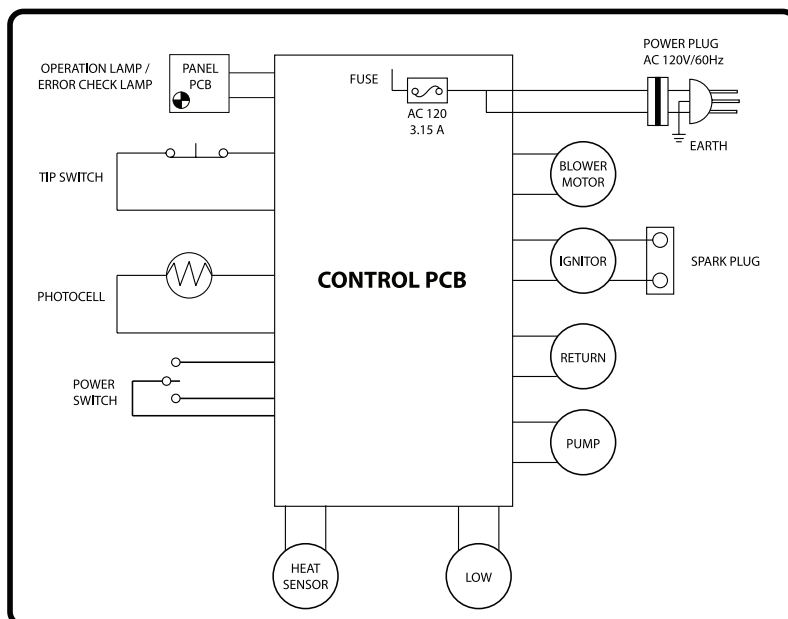 OPERATION LAMP /
ERROR CHECK LAMP
PANEL
PCB
FUSE
AC 120
3.15 A
POWER PLUG
AC 120V/60Hz
EARTH
TIP SWITCH
BLOWER
MOTOR
IGNITOR
SPARK PLUG
PHOTOCELL
CONTROL PCB
RETURN
POWER
SWITCH
PUMP
HEAT
SENSOR
LOW